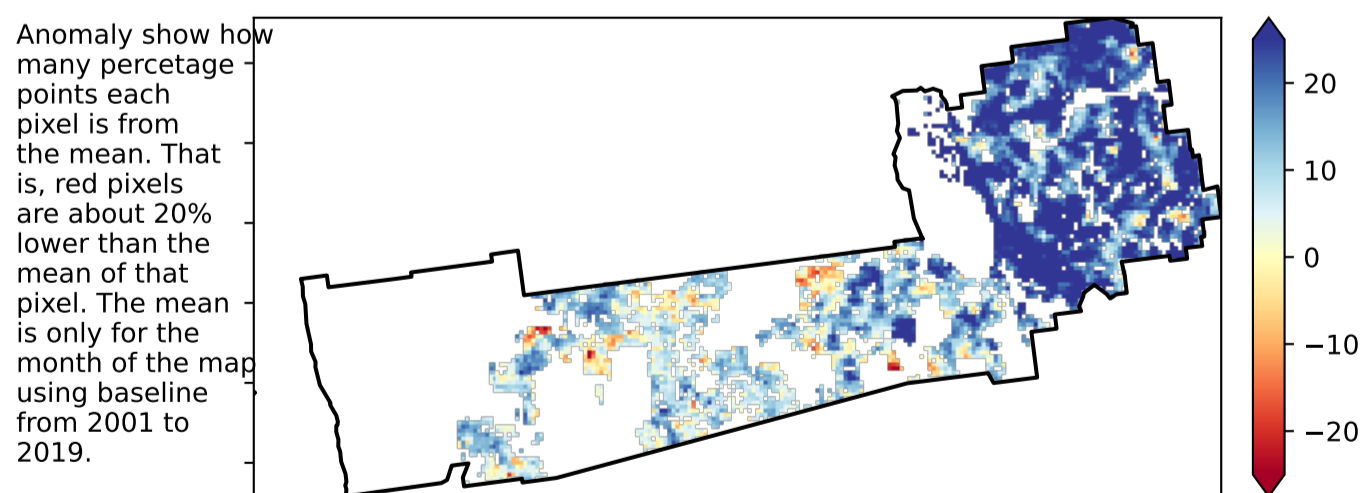 Anomaly show how
many percetage
points each
pixel is from
the mean. That
is, red pixels
are about 20%
lower than the
mean of that
pixel. The mean
is only for the
month of the map
using baseline
from 2001 to
2019.
20
10
0
−10
−20